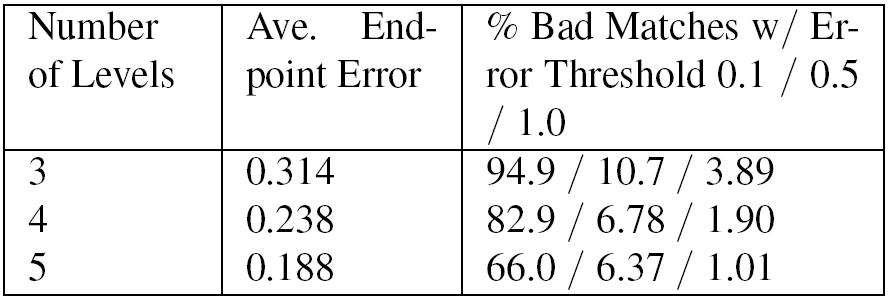 Number Ave. End- % Bad Matches w/ Er-
of Levels point Error ror Threshold 0.1 / 0.5
/ 1.0
3 0.314 94.9 / 10.7 / 3.89
4 0.238 82.9 / 6.78 / 1.90
5 0.188 66.0 / 6.37 / 1.01